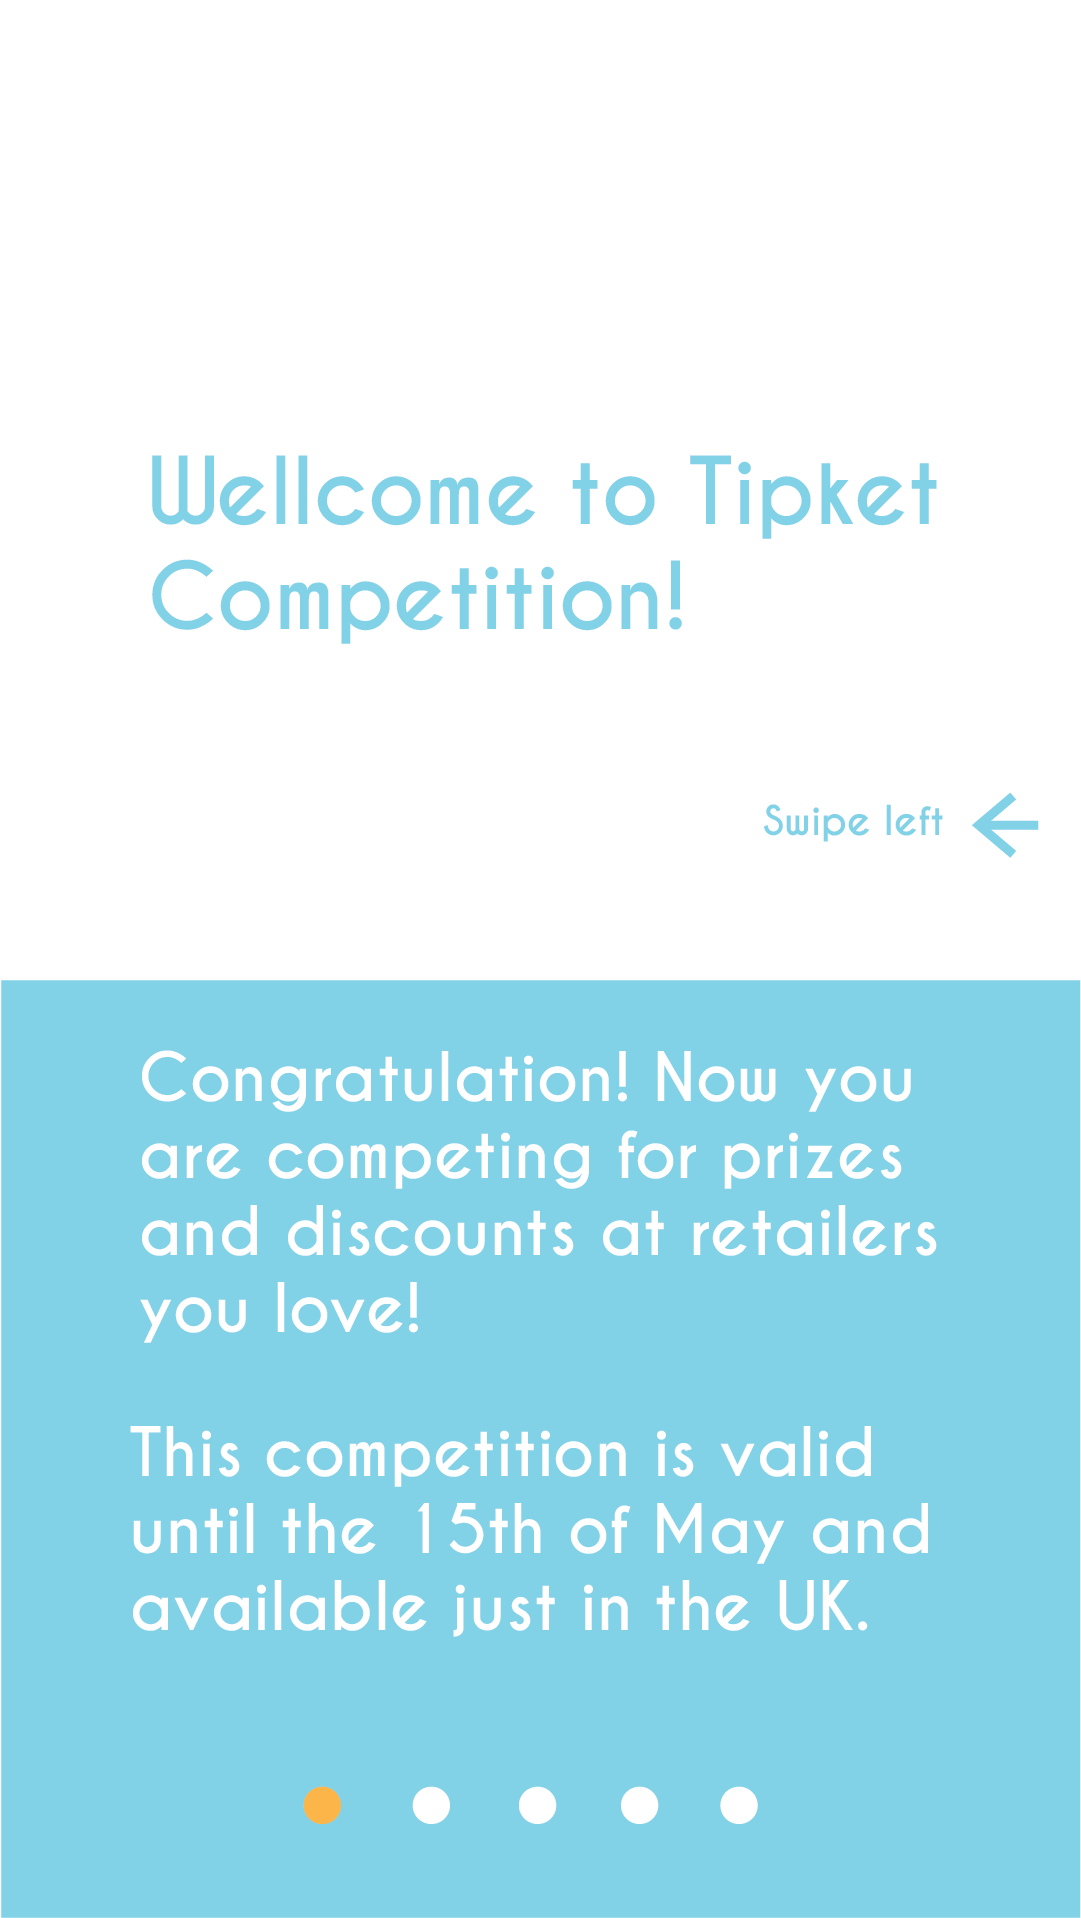 Wellcome to Tipket
Competition!
Swipe left
Congratulation! Now you
are competing for prizes
and discounts at retailers
you love!
This competition is valid
until the 15th of May and
available just in the UK.